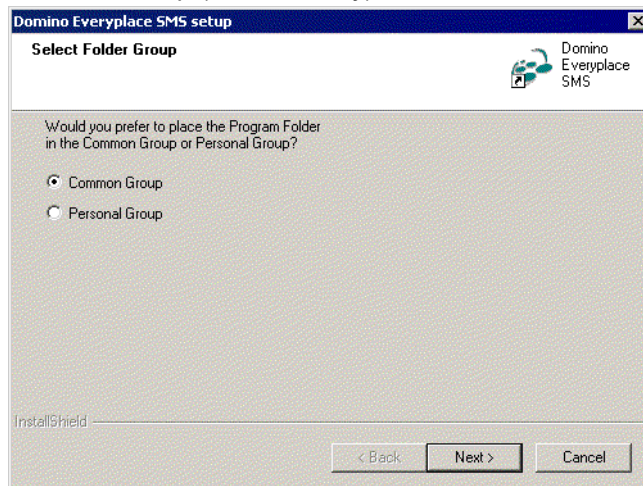 Domino Everyplace SMS setup
Select Folder Group
Domino
Everyplace
SMS
Would you prefer to place the Program Folder
in the Common Group or Personal Group?
Common Group
Personal Group
InstallShield
< Back
Next >
Cancel